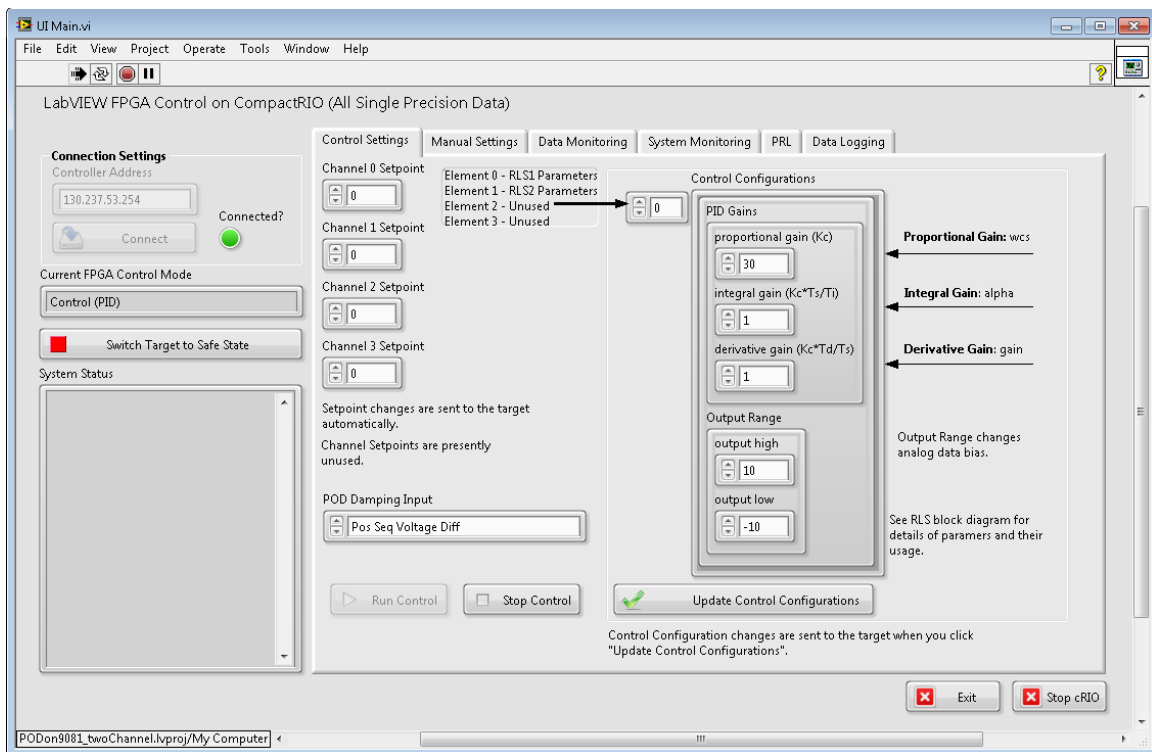 UI Main.vi
File Edit View Project Operate Tools Window Help
LabVIEW FPGA Control on CompactRIO (All Single Precision Data)
Connection Settings
Controller Address
130.237.53.254
Connected?
Connect
Current FPGA Control Mode
Control (PID)
Switch Target to Safe State
System Status
Control Settings Manual Settings Data Monitoring System Monitoring PRL Data Logging
Channel 0 Setpoint
0
Channel 1 Setpoint
0
Channel 2 Setpoint
0
Channel 3 Setpoint
0
Setpoint changes are sent to the target
automatically.
Channel Setpoints are presently
unused.
POD Damping Input
Pos Seq Voltage Diff
Run Control
Stop Control
Element 0 - RLS1 Parameters
Element 1 - RLS2 Parameters
Element 2 - Unused
Element 3 - Unused
Control Configurations
0
PID Gains
proportional gain (Kc)
30
integral gain (Kc*Ts/Ti)
1
derivative gain (Kc*Td/Ts)
1
Output Range
output high
10
output low
-10
Proportional Gain: wcs
Integral Gain: alpha
Derivative Gain: gain
Output Range changes
analog data bias.
See RLS block diagram for
details of paramers and their
usage.
Update Control Configurations
Control Configuration changes are sent to the target when you click
"Update Control Configurations".
Exit
Stop cRIO
PODon9081_twoChannel.lvproj/My Computer